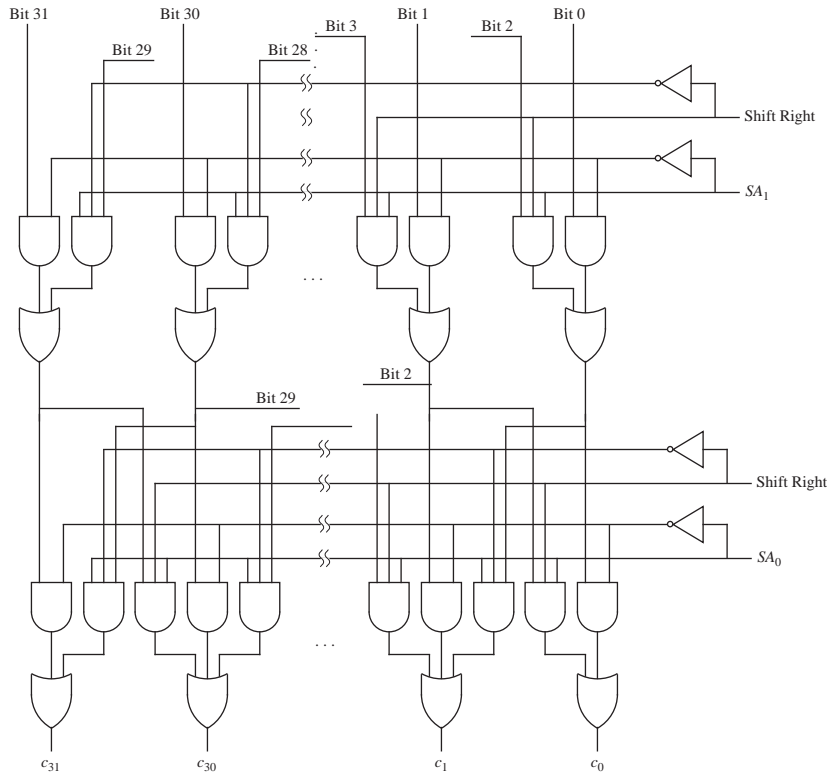 Bit 31
Bit 30
Bit 1
Bit 0
Bit 29
Bit 28
Bit 3
Bit 2
Shift Right
SA₁
. . .
Bit 2
Bit 29
Shift Right
SA₀
. . .
c₃₁
c₃₀
c₁
c₀